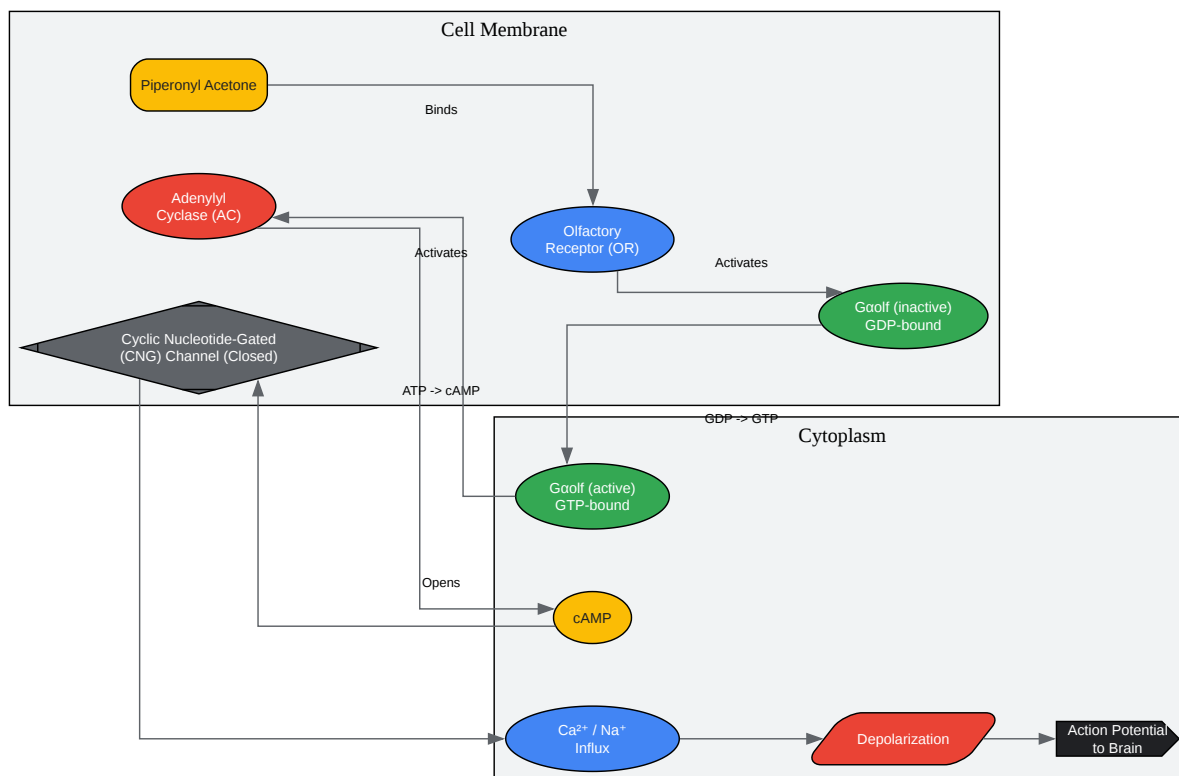 Cell Membrane
Piperonyl Acetone
Binds
Adenylyl
Cyclase (AC)
Olfactory
Receptor (OR)
Activates
Activates
Gαolf (inactive)
GDP-bound
Cyclic Nucleotide-Gated
(CNG) Channel (Closed)
ATP -> cAMP
GDP -> GTP
Cytoplasm
Gαolf (active)
GTP-bound
Opens
cAMP
Ca²⁺ / Na⁺
Influx
Depolarization
Action Potential
to Brain